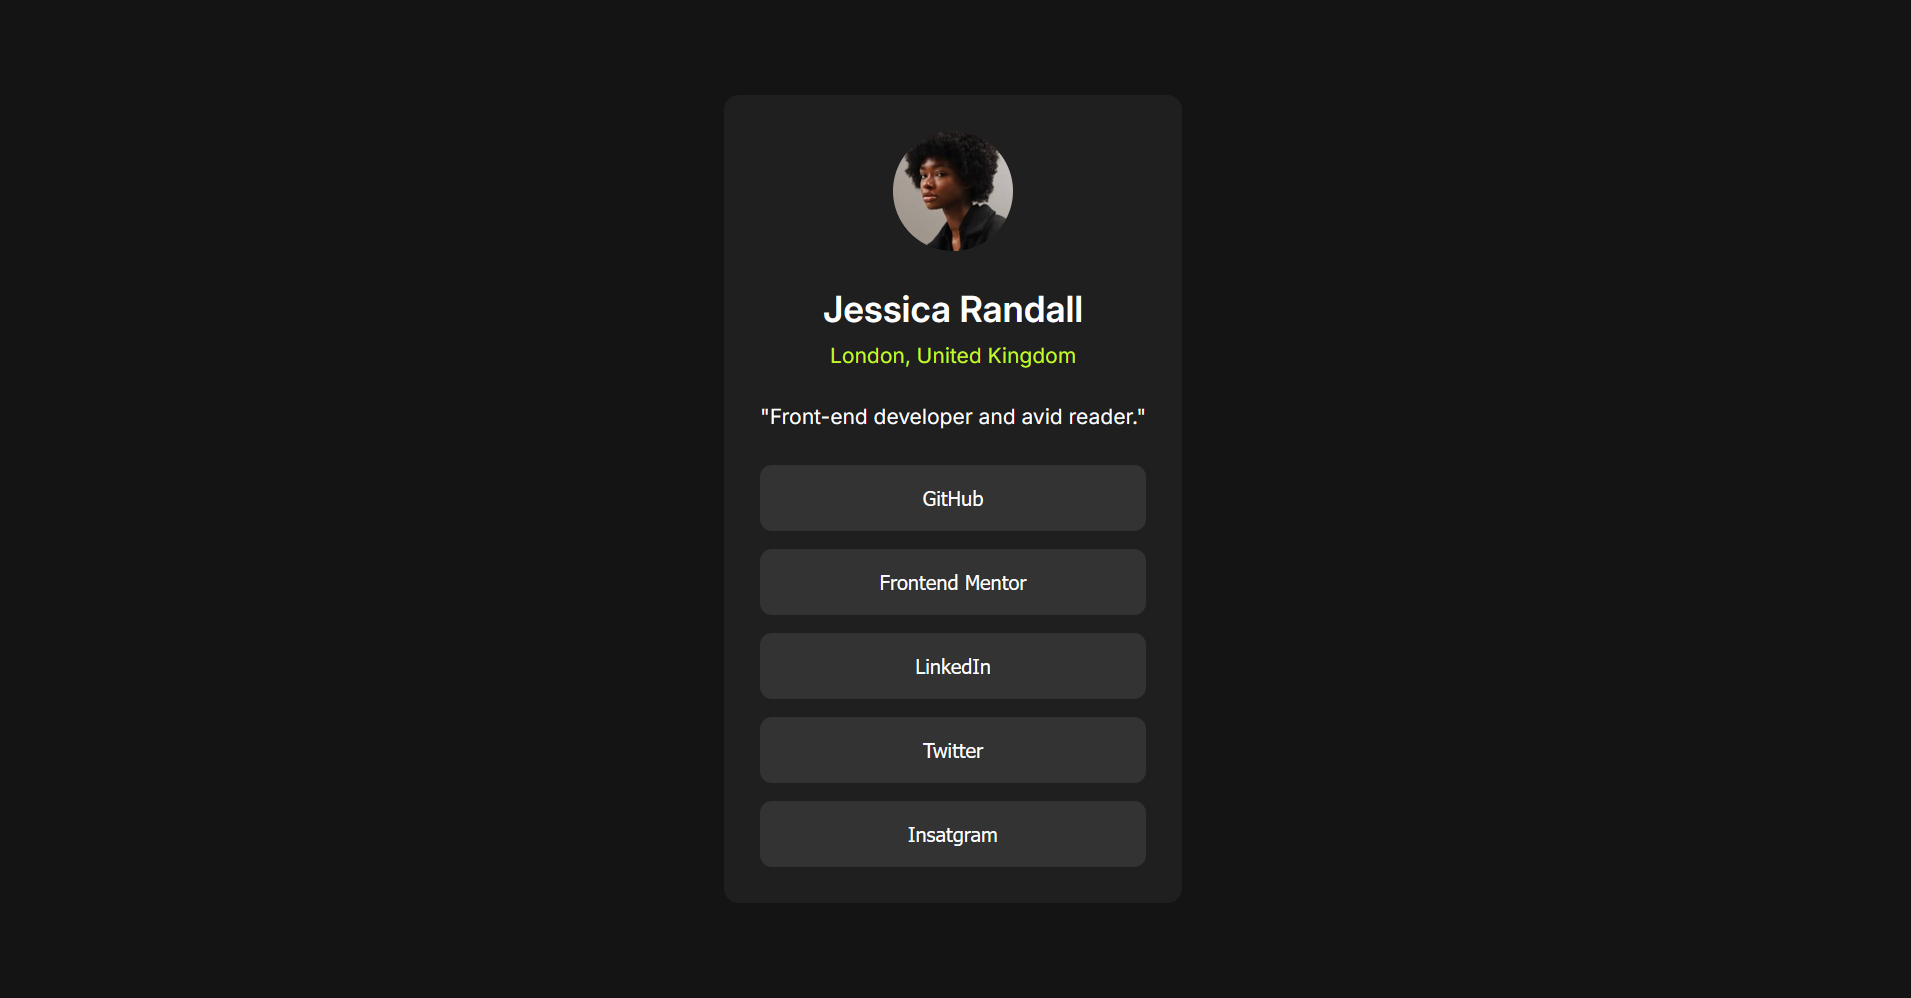 Jessica Randall
London, United Kingdom
"Front-end developer and avid reader."
GitHub
Frontend Mentor
LinkedIn
Twitter
Insatgram